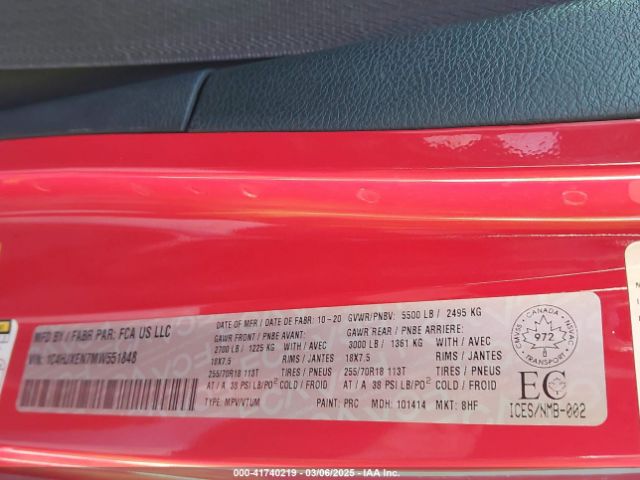 MFD BY / FABR PAR: FCA US LLC
DATE OF MFR / DATE DE FABR: 10-20 GVWR/PNBV: 5500 LB / 2495 KG
GAWR FRONT / PNBE AVANT: GAWR REAR / PNBE ARRIERE:
2700 LB / 1225 KG WITH / AVEC 3000 LB / 1361 KG WITH / AVEC
18X7.5 RIMS / JANTES 18X7.5 RIMS / JANTES
255/70R18 113T TIRES / PNEUS 255/70R18 113T TIRES / PNEUS
AT / A 38 PSI LB/PO² COLD / A FROID AT / A 38 PSI LB/PO² COLD / A FROID
VIN: 1C4HJXEN7MW551848
TYPE: MPV/VTUM PAINT: PRC MDH: 101414 MKT: 8HF
CMVSS CANADA NSVAC
972
8
EC
ICES/NMB-002
000-41740219 - 03/06/2025 - IAA Inc.